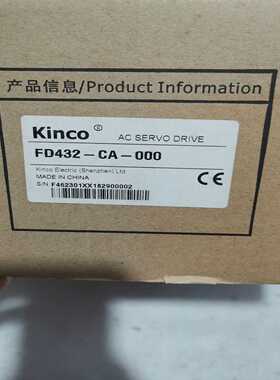 产品信息/Product Information
Kinco ® AC SERVO DRIVE
FD432-CA-000
Kinco Electric (Shenzhen) Ltd
MADE IN CHINA
S/N F462301XX182900002
CE